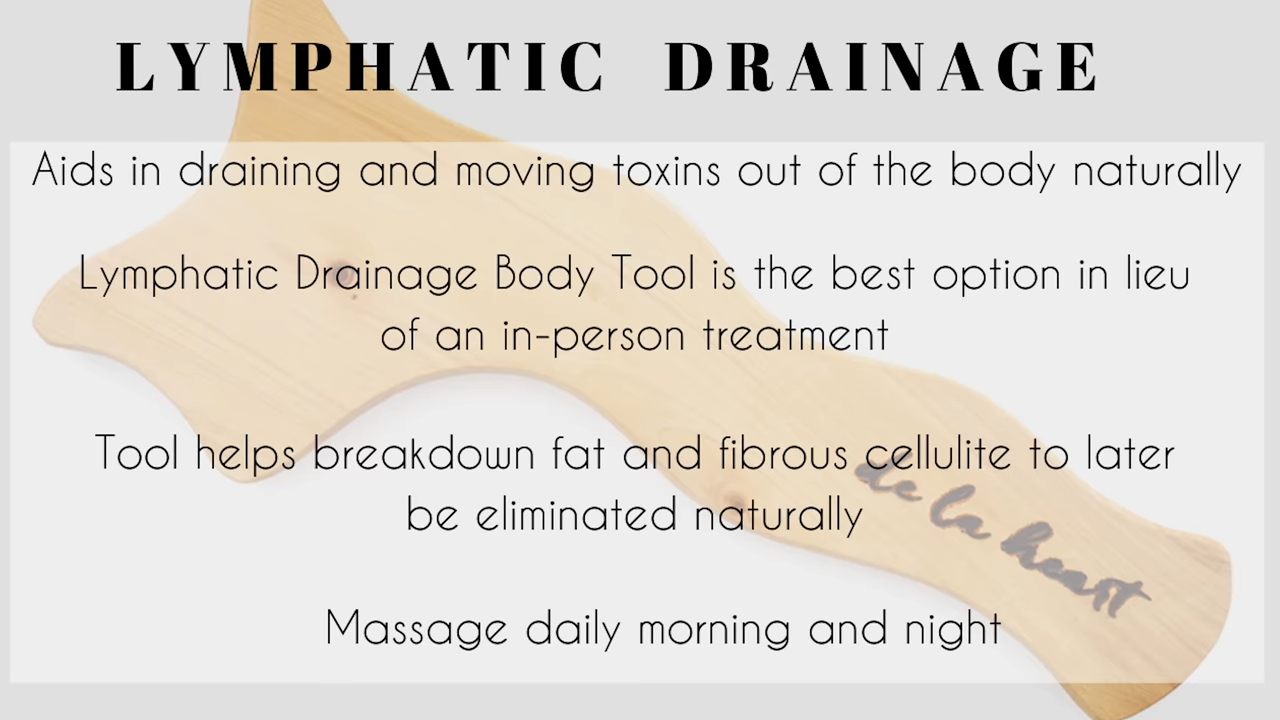 LYMPHATIC DRAINAGE
Aids in draining and moving toxins out of the body naturally
Lymphatic Drainage Body Tool is the best option in lieu
of an in-person treatment
Tool helps breakdown fat and fibrous cellulite to later
be eliminated naturally
de la heart
Massage daily morning and night